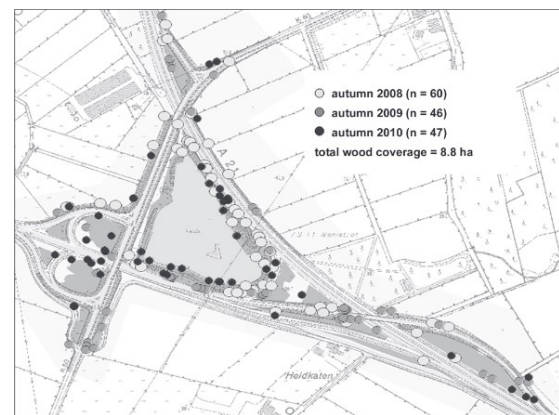 autumn 2008 (n = 60)
autumn 2009 (n = 46)
autumn 2010 (n = 47)
total wood coverage = 8.8 ha
A 2
Heidkaten